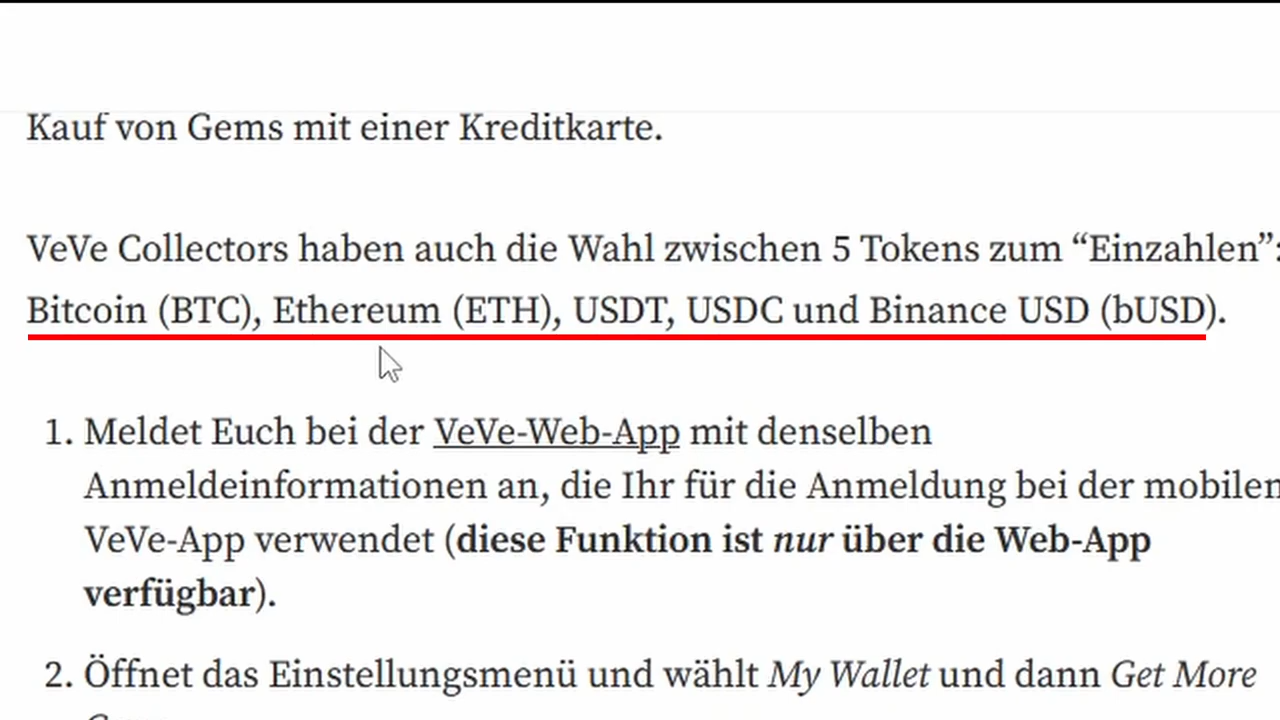 Kauf von Gems mit einer Kreditkarte.
VeVe Collectors haben auch die Wahl zwischen 5 Tokens zum “Einzahlen”:
Bitcoin (BTC), Ethereum (ETH), USDT, USDC und Binance USD (bUSD).
1. Meldet Euch bei der VeVe-Web-App mit denselben
Anmeldeinformationen an, die Ihr für die Anmeldung bei der mobilen
VeVe-App verwendet (diese Funktion ist nur über die Web-App
verfügbar).
2. Öffnet das Einstellungsmenü und wählt My Wallet und dann Get More